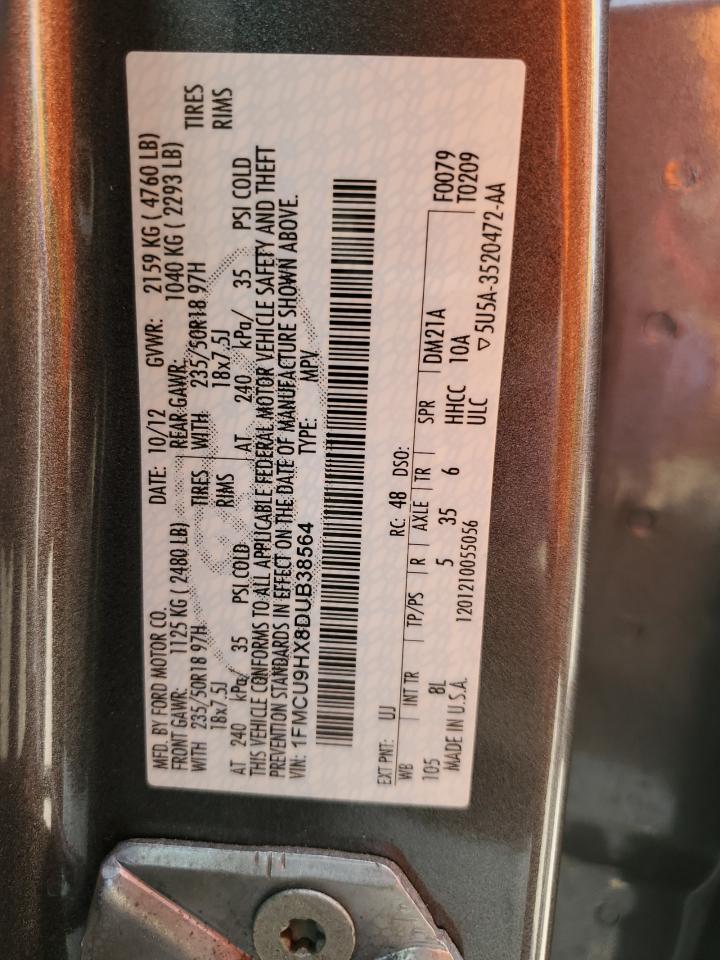 MFD. BY FORD MOTOR CO. DATE: 10/12 GVWR: 2159 KG ( 4760 LB)
FRONT GAWR: 1125 KG ( 2480 LB) REAR GAWR: 1040 KG ( 2293 LB)
WITH 235/50R18 97H TIRES WITH 235/50R18 97H TIRES
18x7.5J RIMS 18x7.5J RIMS
AT 240 kPa/ 35 PSI COLD AT 240 kPa/ 35 PSI COLD
THIS VEHICLE CONFORMS TO ALL APPLICABLE FEDERAL MOTOR VEHICLE SAFETY AND THEFT
PREVENTION STANDARDS IN EFFECT ON THE DATE OF MANUFACTURE SHOWN ABOVE.
VIN: 1FMCU9HX8DUB38564 TYPE: MPV
EXT PNT: UJ RC: 48 DSO:
WB INT TR TP/PS R AXLE TR SPR DM21A F0079
105 8L 5 35 6 HHCC 10A T0209
MADE IN U.S.A. 1201210055056 ULC ▽5U5A-3520472-AA